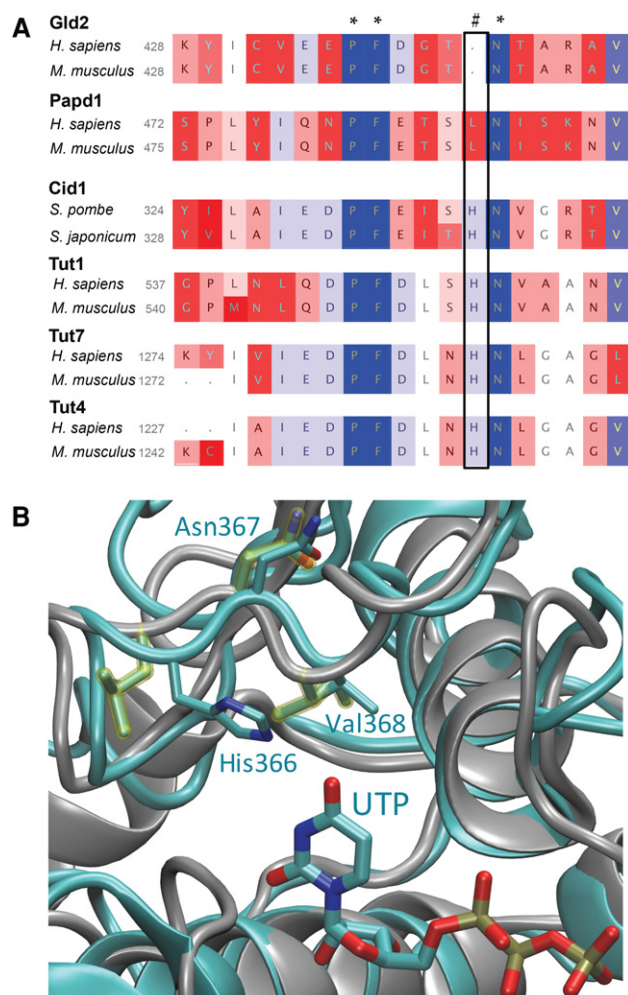 A
* * # *
Gld2
H. sapiens 428 K Y I C V E E P F D G T . N T A R A V
M. musculus 428 K Y I C V E E P F D G T . N T A R A V
Papd1
H. sapiens 472 S P L Y I Q N P F E T S L N I S K N V
M. musculus 475 S P L Y I Q N P F E T S L N I S K N V
Cid1
S. pombe 324 Y I L A I E D P F E I S H N V G R T V
S. japonicum 328 Y V L A I E D P F E I T H N V G R T V
Tut1
H. sapiens 537 G P L N L Q D P F D L S H N V A A N V
M. musculus 540 G P M N L Q D P F D L S H N V A A N V
Tut7
H. sapiens 1274 K Y I V I E D P F D L N H N L G A G L
M. musculus 1272 . . I V I E D P F D L N H N L G A G L
Tut4
H. sapiens 1227 . . I A I E D P F D L N H N L G A G V
M. musculus 1242 K C I A I E D P F D L N H N L G A G V
B
Asn367
Val368
His366
UTP